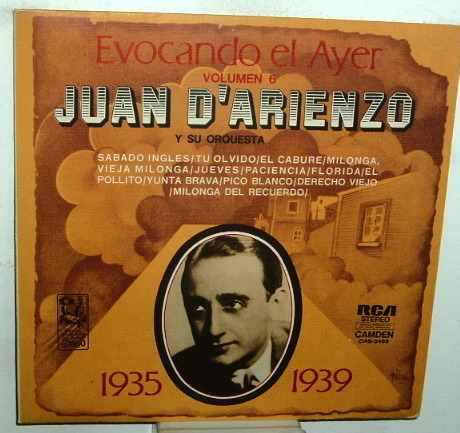 Evocando el Ayer
VOLUMEN 6
JUAN D'ARIENZO
Y SU ORQUESTA
SABADO INGLES/TU OLVIDO/EL CABURE/MILONGA,
VIEJA MILONGA/JUEVES/PACIENCIA/FLORIDA/EL
POLLITO/YUNTA BRAVA/PICO BLANCO/DERECHO VIEJO
/MILONGA DEL RECUERDO/
RCA
STEREO
CAMDEN
1935
1939